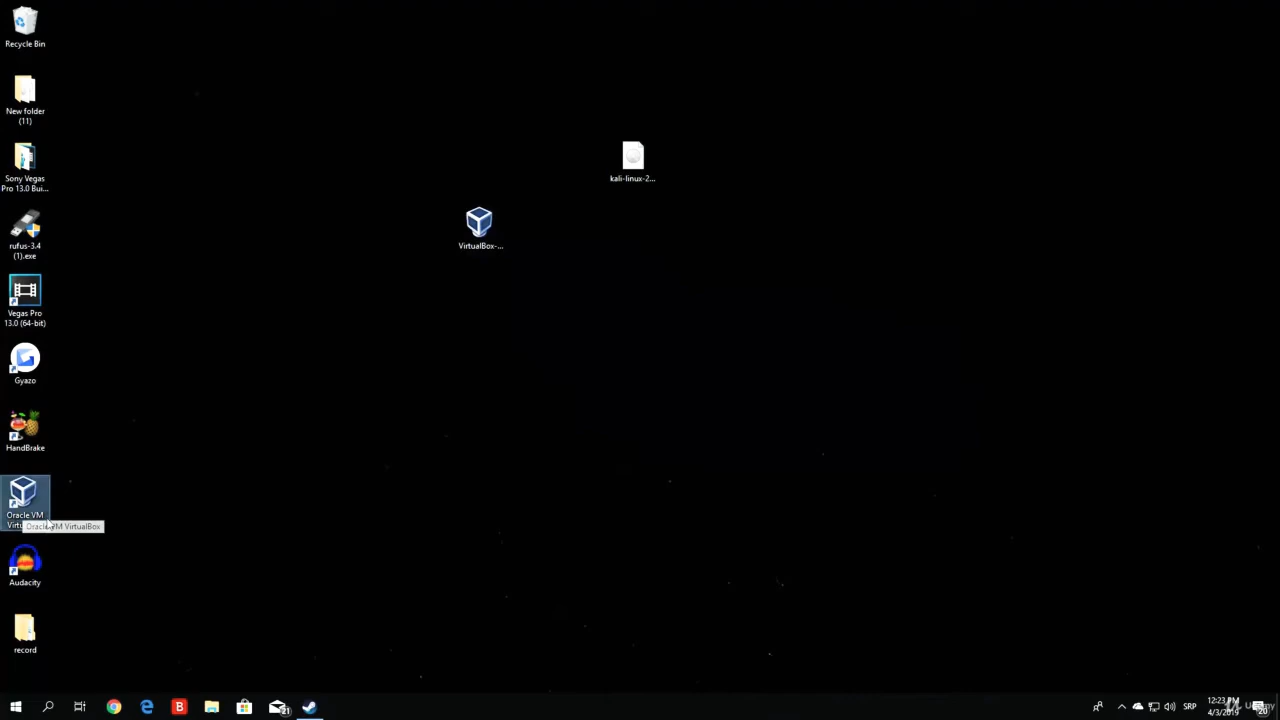 Recycle Bin
New folder
(11)
Sony Vegas
Pro 13.0 Bui...
rufus-3.4
(1).exe
Vegas Pro
13.0 (64-bit)
Gyazo
HandBrake
Oracle VM
Oracle VM VirtualBox
Audacity
record
kali-linux-2...
VirtualBox-...
B
21
SRP
12:23 PM
4/3/2019
20